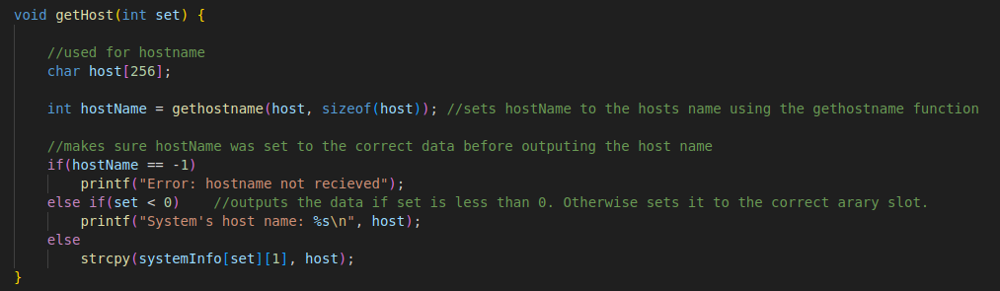 void getHost(int set) {
//used for hostname
char host[256];
int hostName = gethostname(host, sizeof(host)); //sets hostName to the hosts name using the gethostname function
//makes sure hostName was set to the correct data before outputing the host name
if(hostName == -1)
printf("Error: hostname not recieved");
else if(set < 0)    //outputs the data if set is less than 0. Otherwise sets it to the correct arary slot.
printf("System's host name: %s\n", host);
else
strcpy(systemInfo[set][1], host);
}